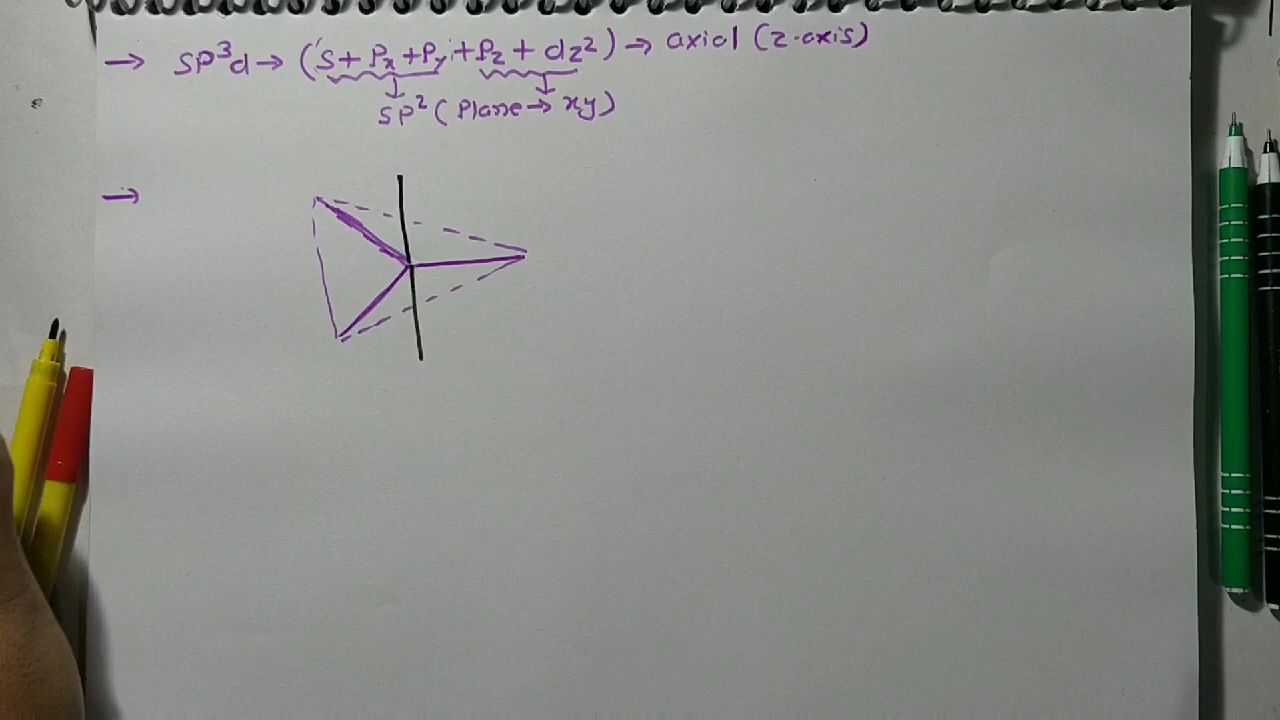 → SP³d → (S + Px + Py + Pz + dz²) → axial (z-axis)
SP² (Plane → xy)
→